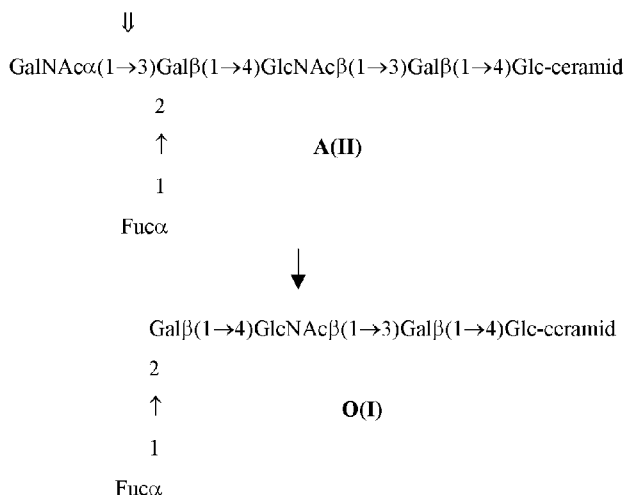 ⇓
GalNAcα(1→3)Galβ(1→4)GlcNAcβ(1→3)Galβ(1→4)Glc-ceramid
2
↑ A(II)
1
Fucα
↓
Galβ(1→4)GlcNAcβ(1→3)Galβ(1→4)Glc-ceramid
2
↑ O(I)
1
Fucα